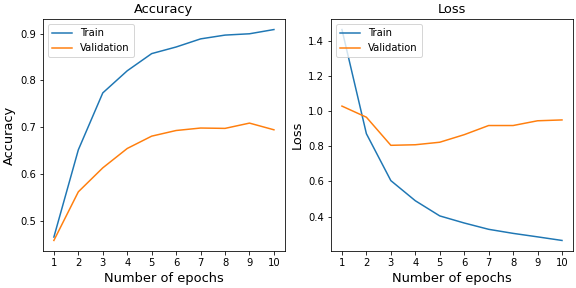 Accuracy
Train
Validation
0.9
0.8
0.7
0.6
0.5
Accuracy
1 2 3 4 5 6 7 8 9 10
Number of epochs
Loss
Train
Validation
1.4
1.2
1.0
0.8
0.6
0.4
Loss
1 2 3 4 5 6 7 8 9 10
Number of epochs